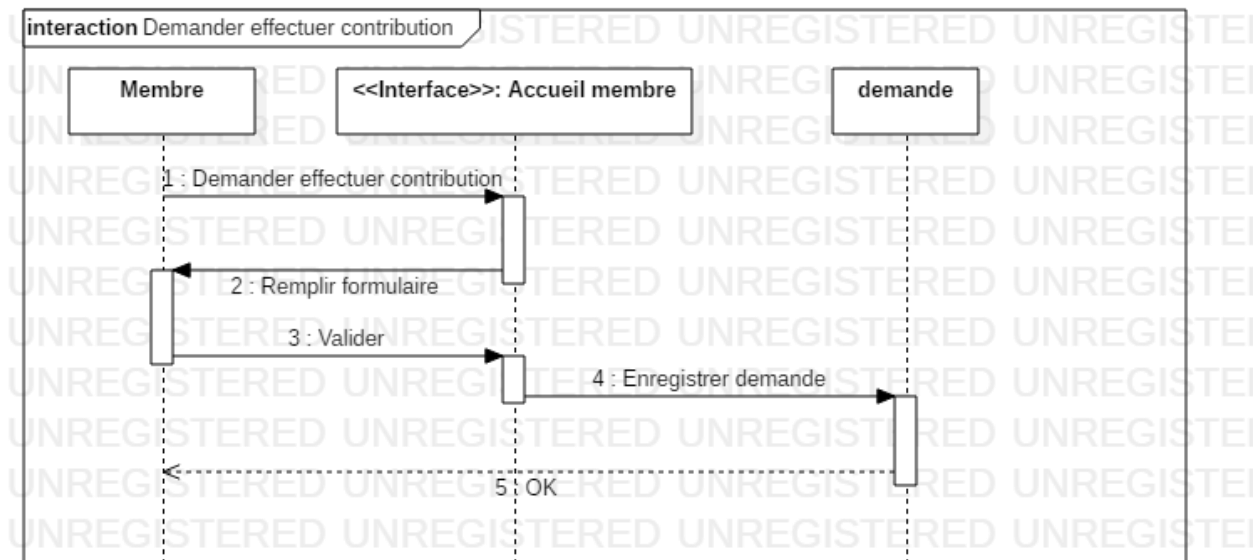 interaction Demander effectuer contribution
Membre
<<Interface>>: Accueil membre
demande
1 : Demander effectuer contribution
2 : Remplir formulaire
3 : Valider
4 : Enregistrer demande
5 : OK
UNREGISTERED